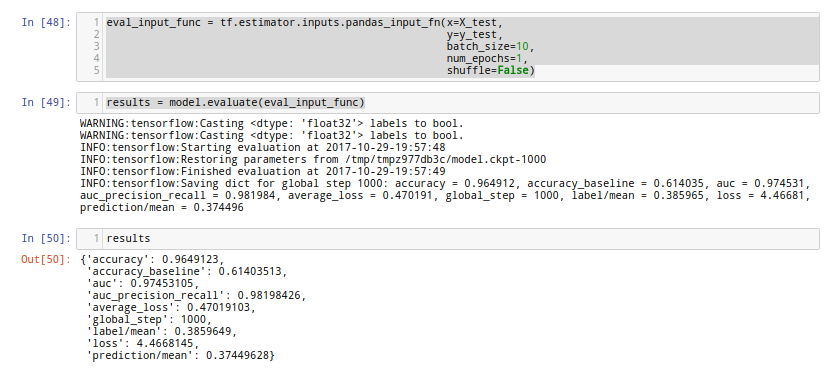 In [48]: 1 eval_input_func = tf.estimator.inputs.pandas_input_fn(x=X_test,
2 y=y_test,
3 batch_size=10,
4 num_epochs=1,
5 shuffle=False)
In [49]: 1 results = model.evaluate(eval_input_func)
WARNING:tensorflow:Casting <dtype: 'float32'> labels to bool.
WARNING:tensorflow:Casting <dtype: 'float32'> labels to bool.
INFO:tensorflow:Starting evaluation at 2017-10-29-19:57:48
INFO:tensorflow:Restoring parameters from /tmp/tmpz977db3c/model.ckpt-1000
INFO:tensorflow:Finished evaluation at 2017-10-29-19:57:49
INFO:tensorflow:Saving dict for global step 1000: accuracy = 0.964912, accuracy_baseline = 0.614035, auc = 0.974531,
auc_precision_recall = 0.981984, average_loss = 0.470191, global_step = 1000, label/mean = 0.385965, loss = 4.46681,
prediction/mean = 0.374496
In [50]: 1 results
Out[50]: {'accuracy': 0.9649123,
'accuracy_baseline': 0.61403513,
'auc': 0.97453105,
'auc_precision_recall': 0.98198426,
'average_loss': 0.47019103,
'global_step': 1000,
'label/mean': 0.3859649,
'loss': 4.4668145,
'prediction/mean': 0.37449628}